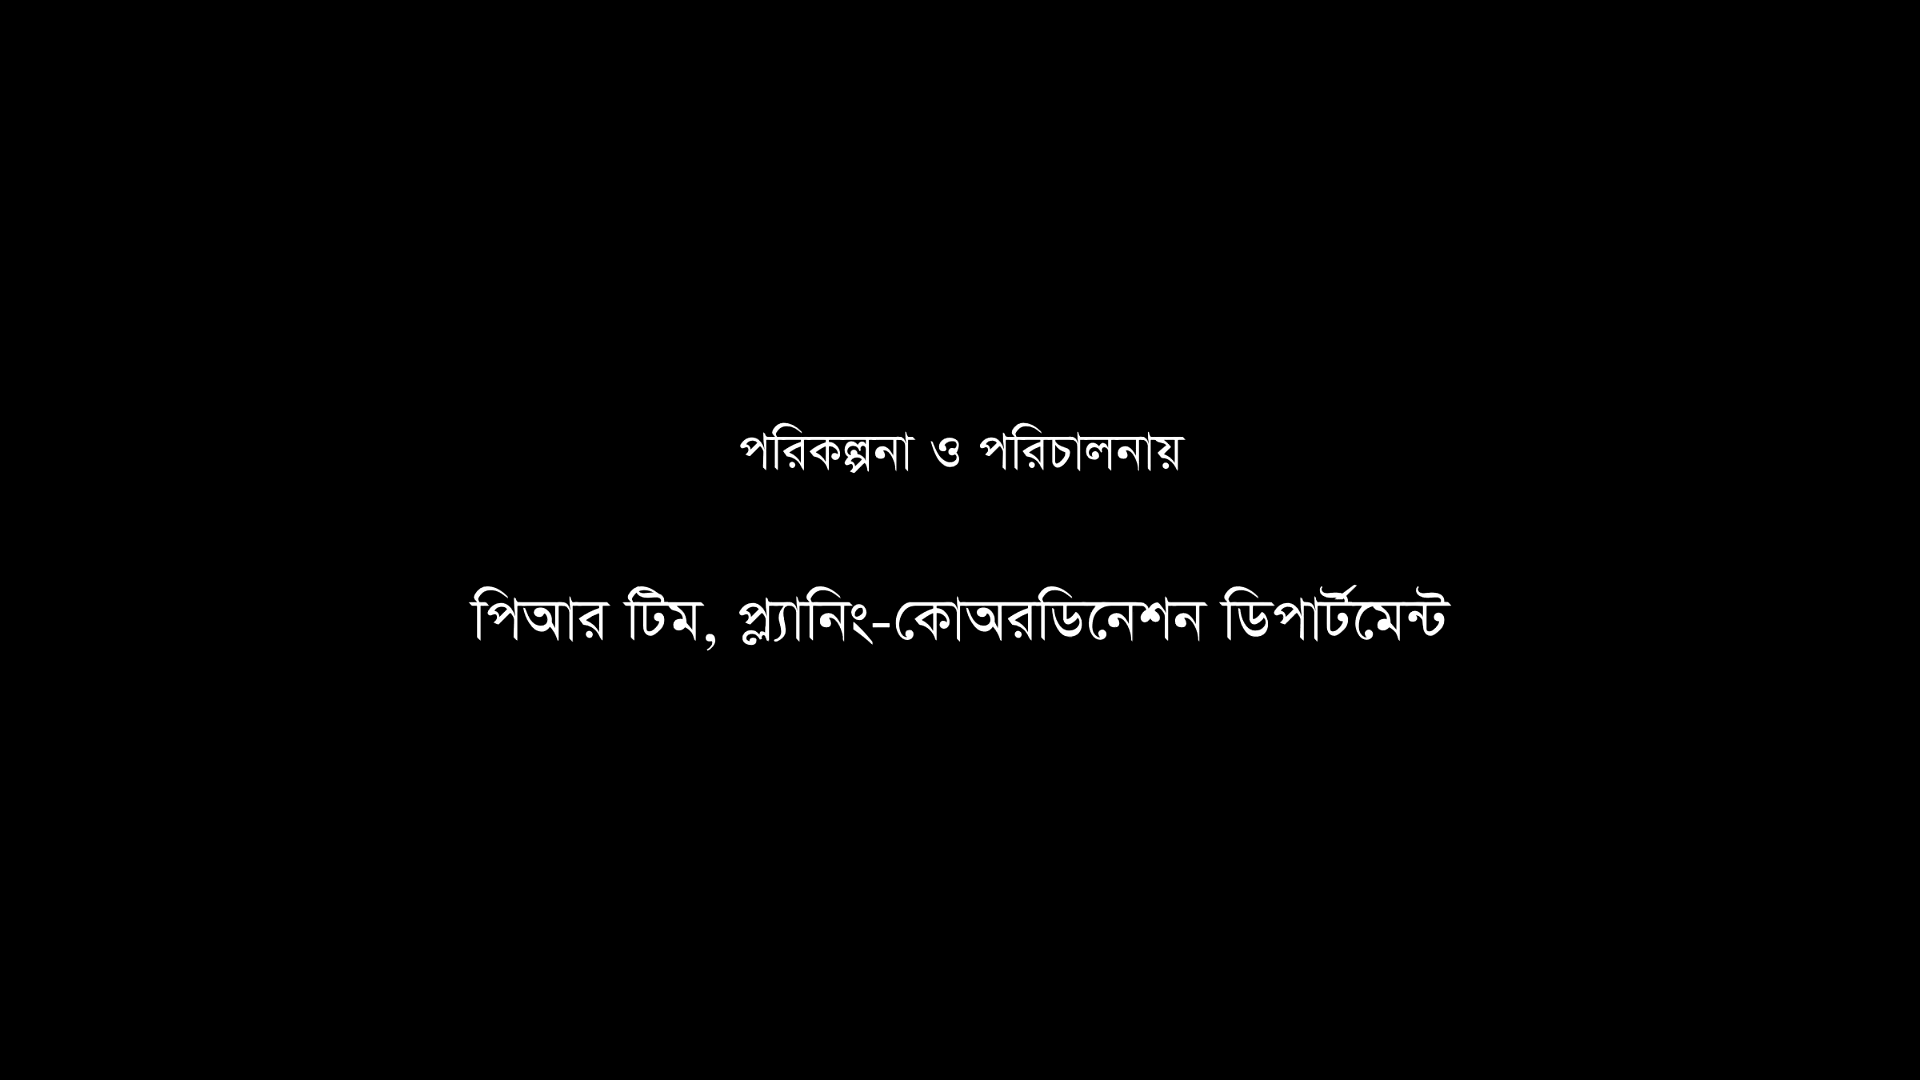 পরিকল্পনা ও পরিচালনায়
পিআর টিম, প্ল্যানিং-কোঅরডিনেশন ডিপার্টমেন্ট